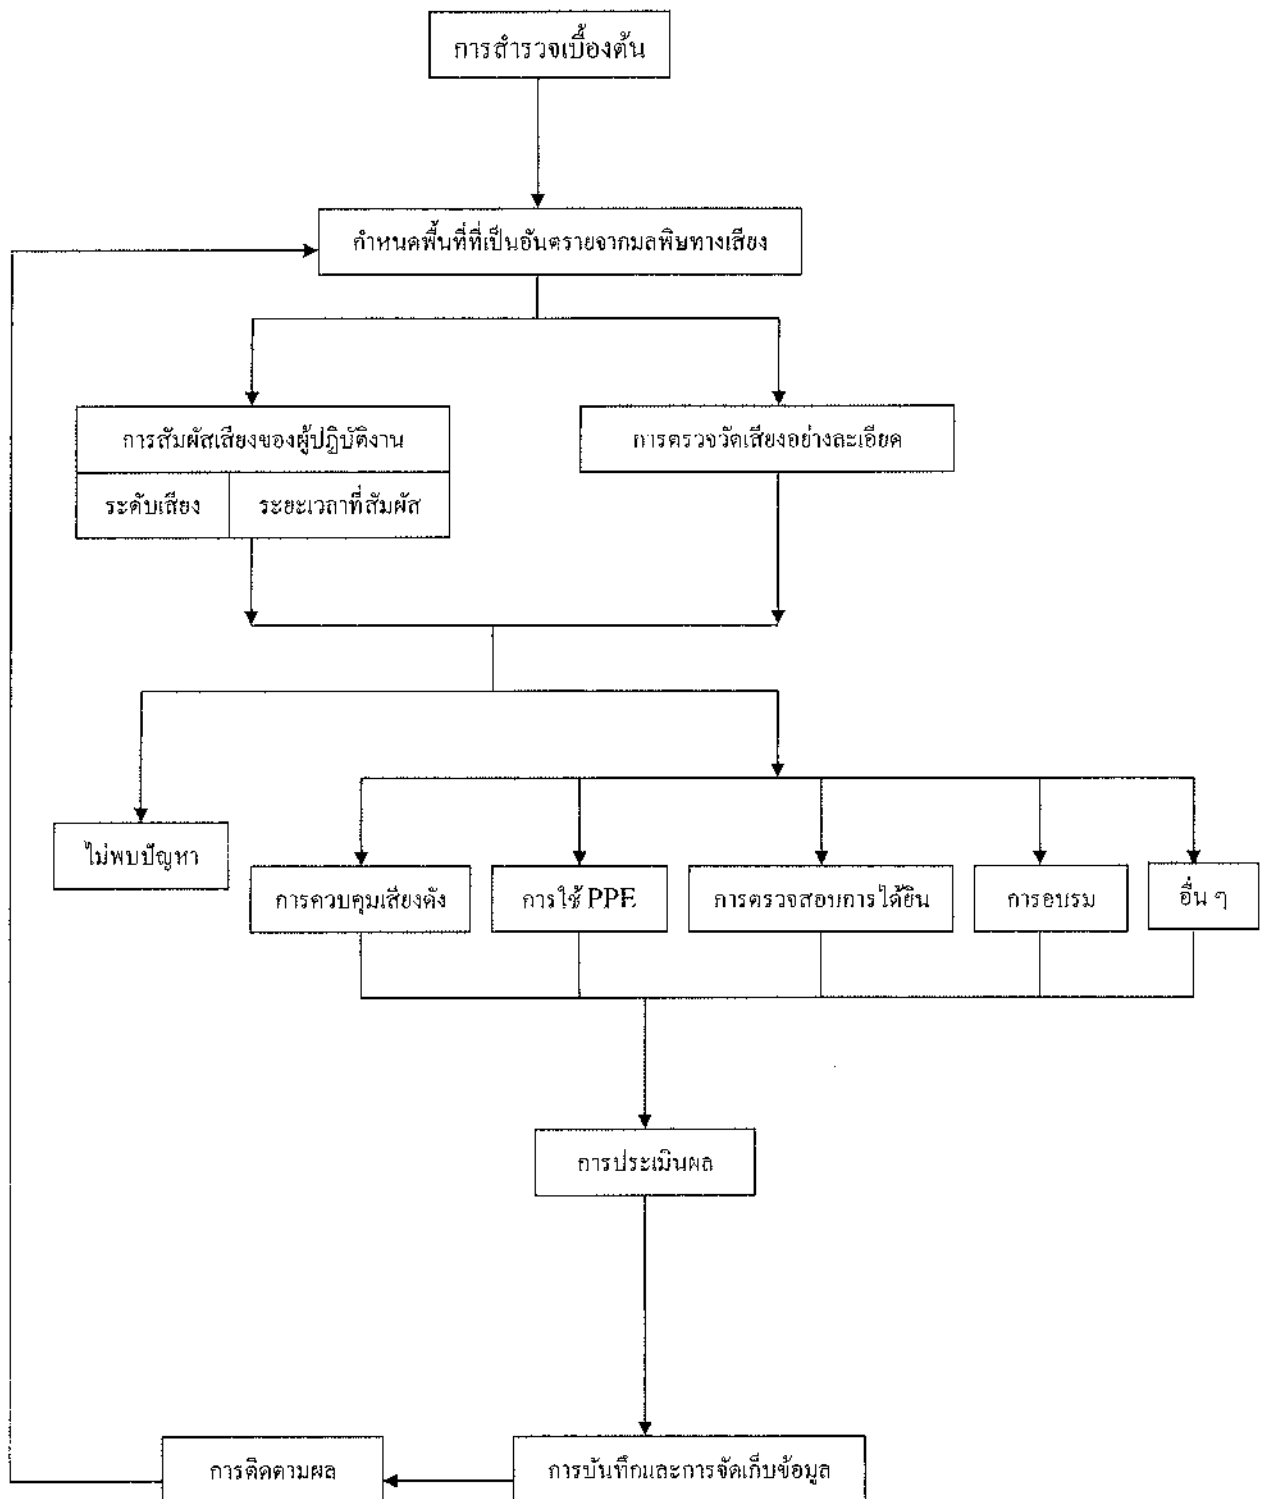 การสำรวจเบื้องต้น
กำหนดพื้นที่ที่เป็นอันตรายจากมลพิษทางเสียง
การสัมผัสเสียงของผู้ปฏิบัติงาน
การตรวจวัดเสียงอย่างละเอียด
ระดับเสียง
ระยะเวลาที่สัมผัส
ไม่พบปัญหา
การควบคุมเสียงดัง
การใช้ PPE
การตรวจสอบการได้ยิน
การอบรม
อื่น ๆ
การประเมินผล
การติดตามผล
การบันทึกและการจัดเก็บข้อมูล